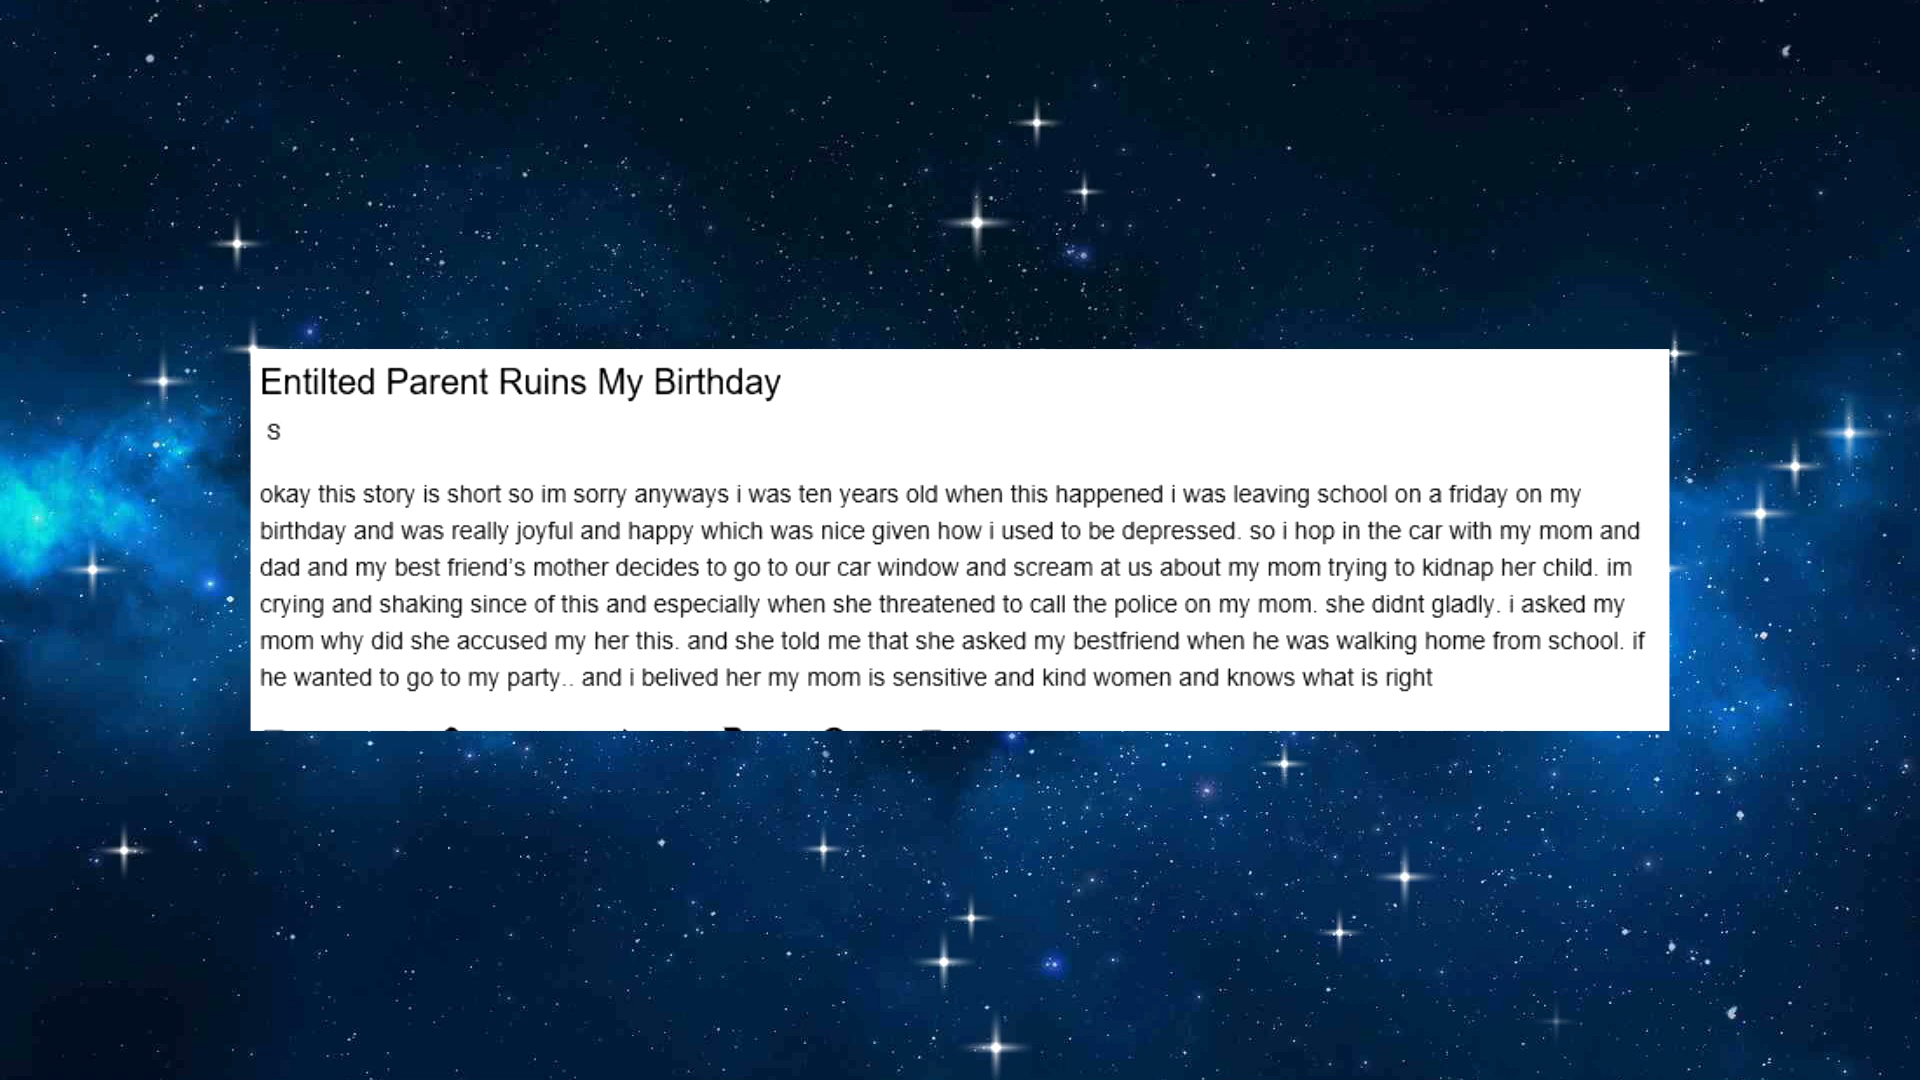 Entilted Parent Ruins My Birthday
S
okay this story is short so im sorry anyways i was ten years old when this happened i was leaving school on a friday on my
birthday and was really joyful and happy which was nice given how i used to be depressed. so i hop in the car with my mom and
dad and my best friend's mother decides to go to our car window and scream at us about my mom trying to kidnap her child. im
crying and shaking since of this and especially when she threatened to call the police on my mom. she didnt gladly. i asked my
mom why did she accused my her this. and she told me that she asked my bestfriend when he was walking home from school. if
he wanted to go to my party.. and i belived her my mom is sensitive and kind women and knows what is right